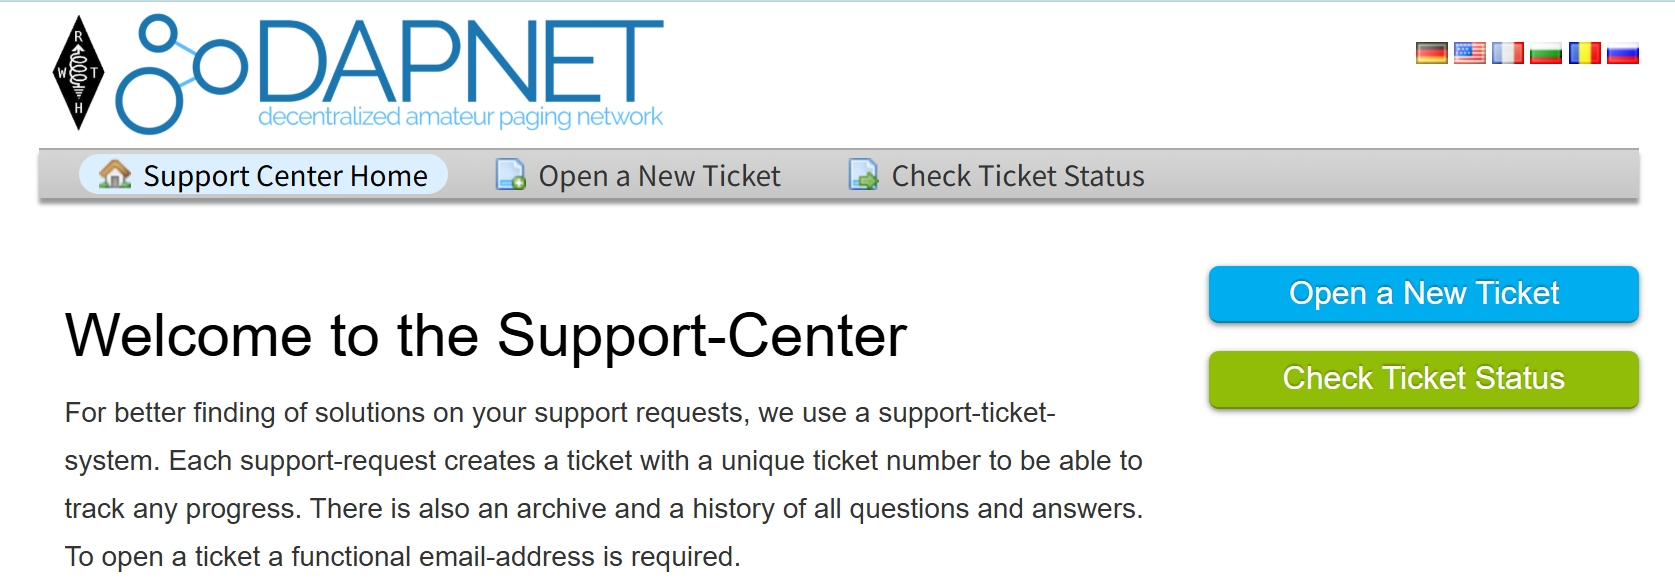 R
W T
H
DAPNET
decentralized amateur paging network
Support Center Home Open a New Ticket Check Ticket Status
Open a New Ticket
Check Ticket Status
Welcome to the Support-Center
For better finding of solutions on your support requests, we use a support-ticket-
system. Each support-request creates a ticket with a unique ticket number to be able to
track any progress. There is also an archive and a history of all questions and answers.
To open a ticket a functional email-address is required.